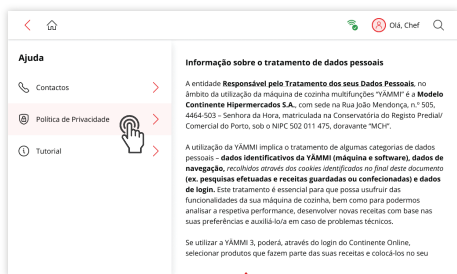 Olá, Chef
Ajuda
Contactos
Política de Privacidade
Tutorial
Informação sobre o tratamento de dados pessoais
A entidade Responsável pelo Tratamento dos seus Dados Pessoais, no
âmbito da utilização da máquina de cozinha multifunções "YÄMMI" é a Modelo
Continente Hipermercados S.A., com sede na Rua João Mendonça, n.º 505,
4464-503 – Senhora da Hora, matriculada na Conservatória do Registo Predial/
Comercial do Porto, sob o NIPC 502 011 475, doravante "MCH".
A utilização da YÄMMI implica o tratamento de algumas categorias de dados
pessoais – dados identificativos da YÄMMI (máquina e software), dados de
navegação, recolhidos através dos cookies identificados no final deste documento
(ex. pesquisas efetuadas e receitas guardadas ou confecionadas) e dados
de login. Este tratamento é essencial para que possa usufruir das
funcionalidades da sua máquina de cozinha, bem como para podermos
analisar a respetiva performance, desenvolver novas receitas com base nas
suas preferências e auxiliá-lo/a em caso de problemas técnicos.
Se utilizar a YÄMMI 3, poderá, através do login do Continente Online,
selecionar produtos que fazem parte das suas receitas e colocá-los no seu